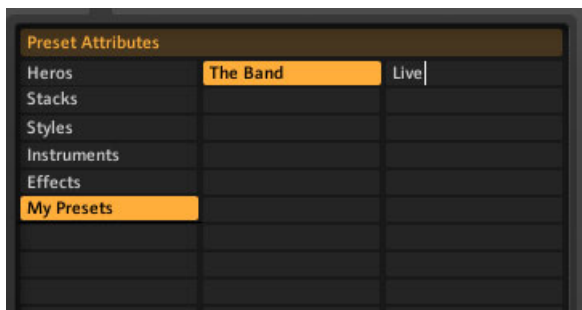 Preset Attributes
Heros The Band Live
Stacks
Styles
Instruments
Effects
My Presets